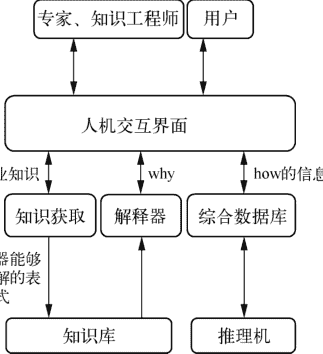 专家、知识工程师 用户
人机交互界面
业知识 why how的信息
知识获取 解释器 综合数据库
器能够
解的表
式
知识库 推理机